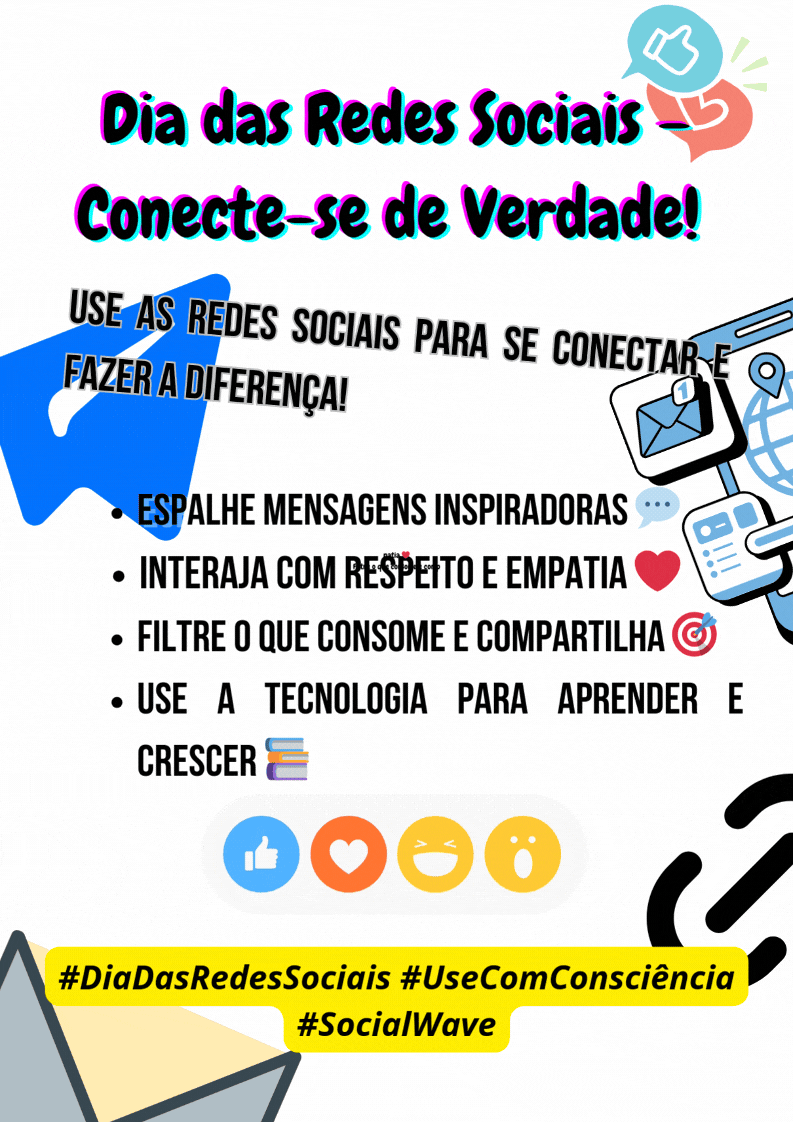 Dia das Redes Sociais –
Conecte-se de Verdade!
USE AS REDES SOCIAIS PARA SE CONECTAR E
FAZER A DIFERENÇA!
1
• ESPALHE MENSAGENS INSPIRADORAS 💬
• INTERAJA COM RESPEITO E EMPATIA ❤️
• FILTRE O QUE CONSOME E COMPARTILHA 🎯
• USE A TECNOLOGIA PARA APRENDER E
CRESCER 📚
#DiaDasRedesSociais #UseComConsciência
#SocialWave